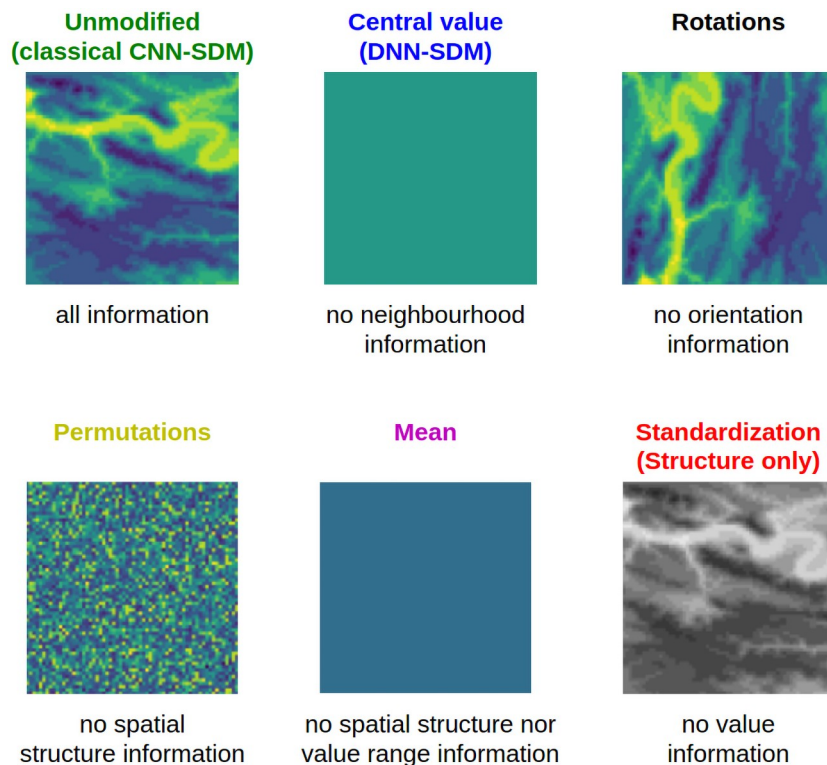 Unmodified
(classical CNN-SDM)
Central value
(DNN-SDM)
Rotations
all information
no neighbourhood
information
no orientation
information
Permutations
Mean
Standardization
(Structure only)
no spatial
structure information
no spatial structure nor
value range information
no value
information